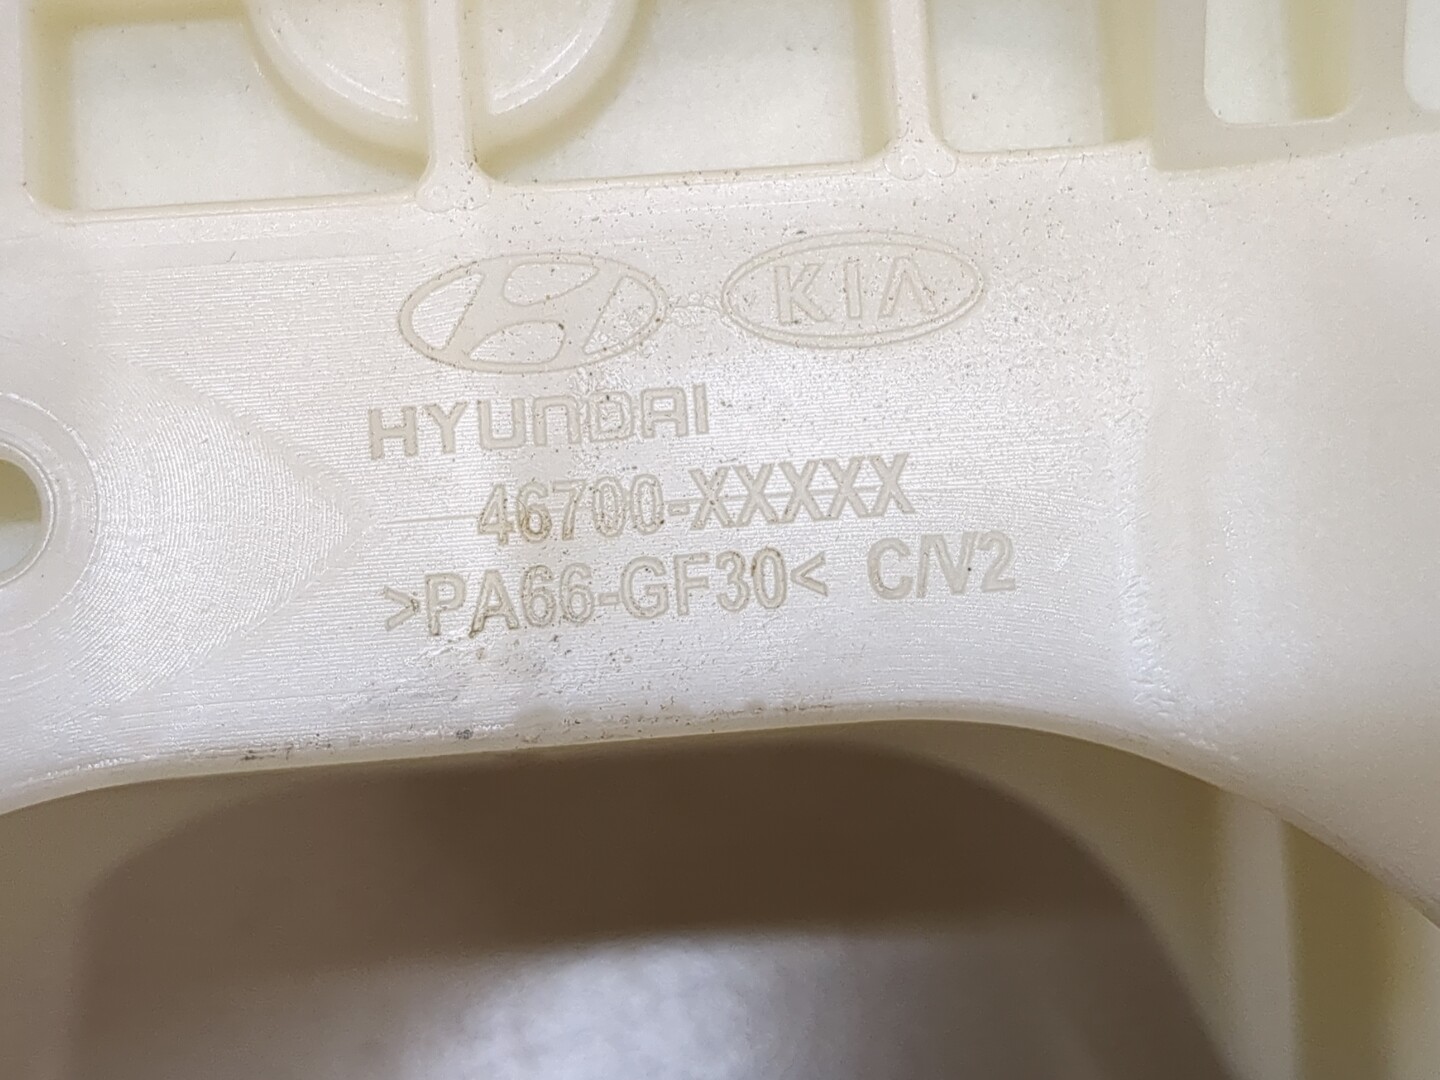 KIA
HYUNDAI
46700-XXXXX
>PA66-GF30< C/V2